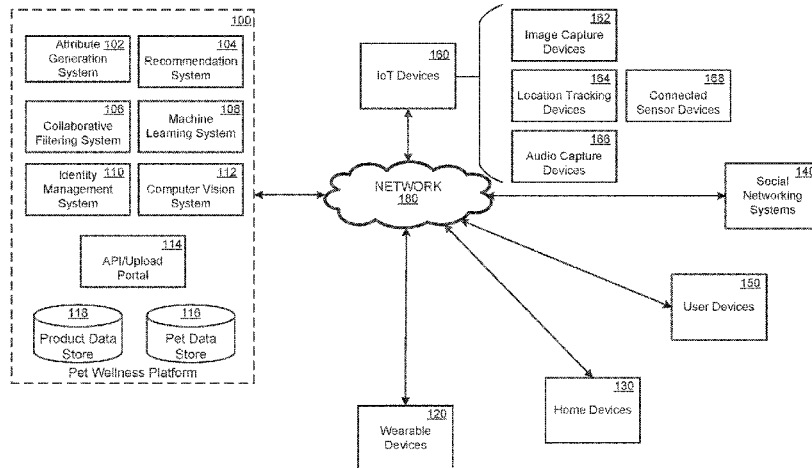 100
102
Attribute
Generation
System
104
Recommendation
System
106
Collaborative
Filtering System
108
Machine
Learning System
110
Identity
Management
System
112
Computer Vision
System
114
API/Upload
Portal
118
Product Data
Store
116
Pet Data
Store
Pet Wellness Platform
160
IoT Devices
162
Image Capture
Devices
164
Location Tracking
Devices
168
Connected
Sensor Devices
166
Audio Capture
Devices
NETWORK
180
140
Social
Networking
Systems
150
User Devices
130
Home Devices
120
Wearable
Devices